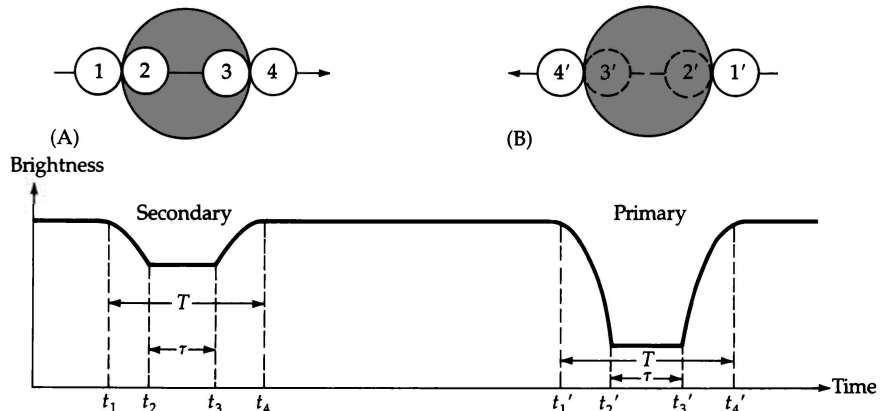 1 2 3 4
4′ 3′ 2′ 1′
(A)
(B)
Brightness
Secondary
Primary
T
τ
T
τ
Time
t₁ t₂ t₃ t₄ t₁′ t₂′ t₃′ t₄′